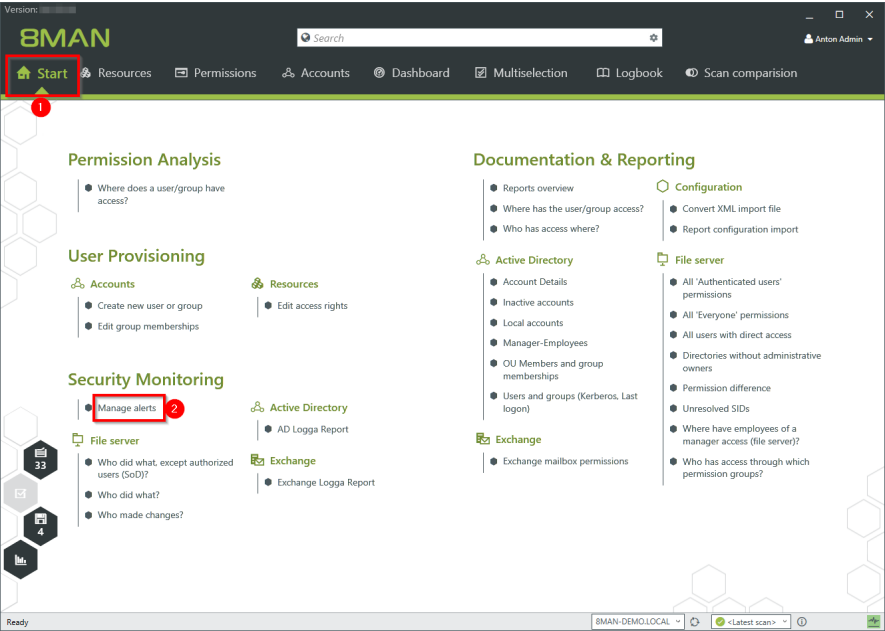 Version:
8MAN
Search
Anton Admin
Start
Resources
Permissions
Accounts
Dashboard
Multiselection
Logbook
Scan comparision
1
Permission Analysis
Where does a user/group have
access?
User Provisioning
Accounts
Create new user or group
Edit group memberships
Resources
Edit access rights
Security Monitoring
Manage alerts
2
File server
Who did what, except authorized
users (SoD)?
Who did what?
Who made changes?
Active Directory
AD Logga Report
Exchange
Exchange Logga Report
Documentation & Reporting
Reports overview
Where has the user/group access?
Who has access where?
Active Directory
Account Details
Inactive accounts
Local accounts
Manager-Employees
OU Members and group
memberships
Users and groups (Kerberos, Last
logon)
Exchange
Exchange mailbox permissions
Configuration
Convert XML import file
Report configuration import
File server
All 'Authenticated users'
permissions
All 'Everyone' permissions
All users with direct access
Directories without administrative
owners
Permission difference
Unresolved SIDs
Where have employees of a
manager access (file server)?
Who has access through which
permission groups?
33
4
Ready
8MAN-DEMO.LOCAL
<Latest scan>